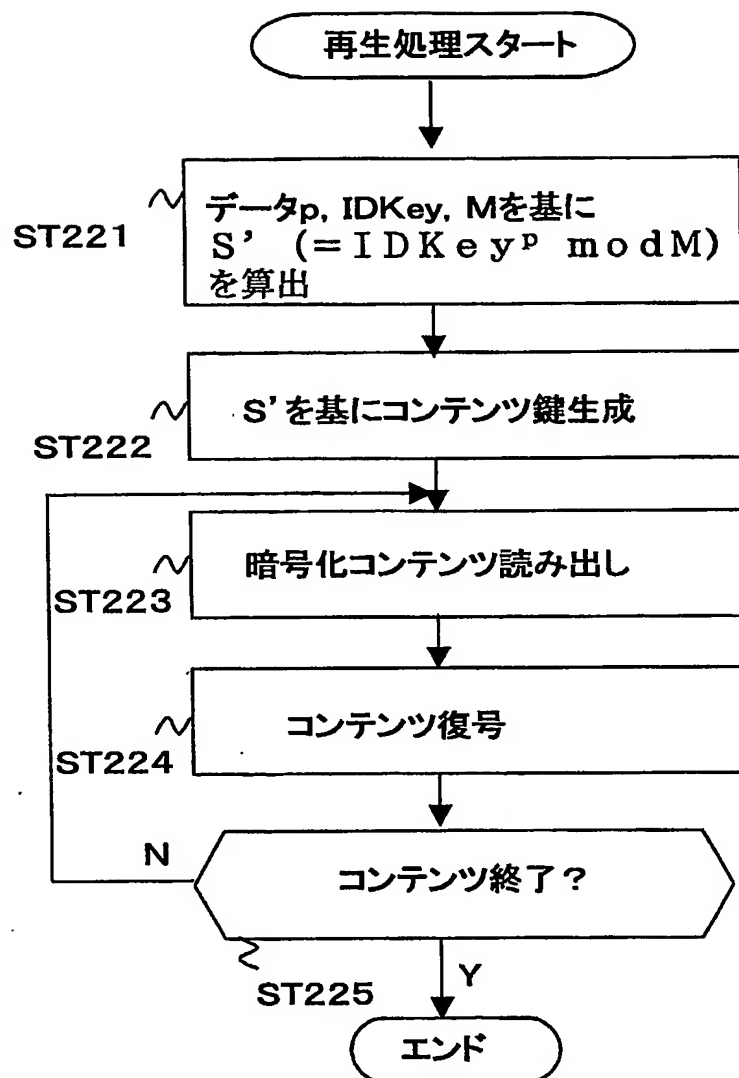 再生処理スタート
ST221
データp, IDKey, Mを基に
S' (=IDKeyᵖ modM)
を算出
ST222
S'を基にコンテンツ鍵生成
ST223
暗号化コンテンツ読み出し
ST224
コンテンツ復号
N
コンテンツ終了?
ST225
Y
エンド